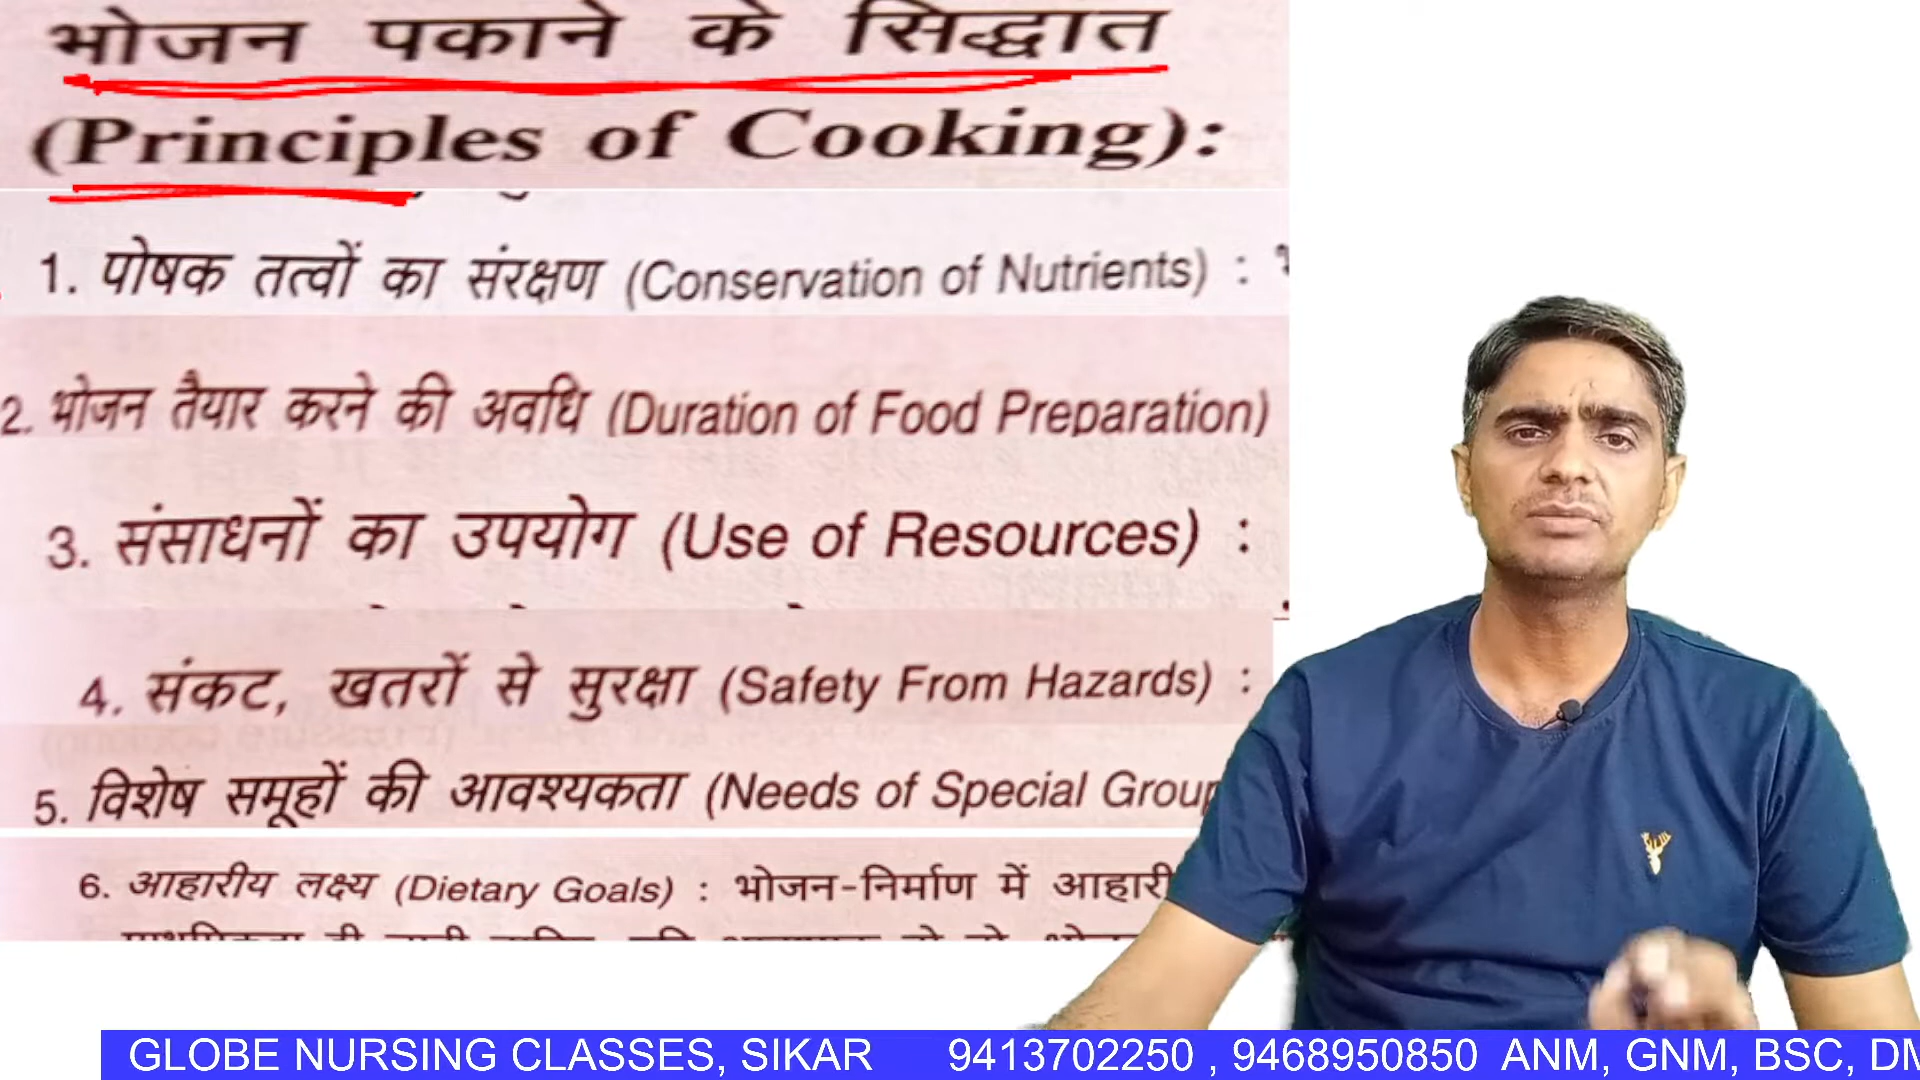 भोजन पकाने के सिद्धांत
(Principles of Cooking):
1. पोषक तत्वों का संरक्षण (Conservation of Nutrients) :
2. भोजन तैयार करने की अवधि (Duration of Food Preparation)
3. संसाधनों का उपयोग (Use of Resources) :
4. संकट, खतरों से सुरक्षा (Safety From Hazards) :
5. विशेष समूहों की आवश्यकता (Needs of Special Group
6. आहारीय लक्ष्य (Dietary Goals) : भोजन-निर्माण में आहारी
GLOBE NURSING CLASSES, SIKAR 9413702250 , 9468950850 ANM, GNM, BSC, DM